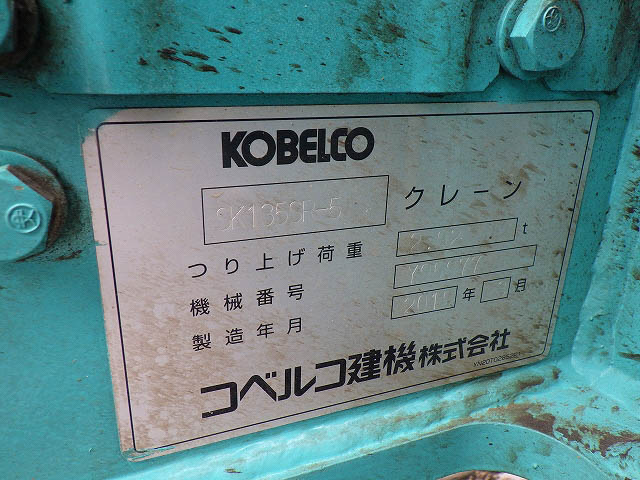 KOBELCO
SK135SR-5 クレーン
つり上げ荷重 t
機械番号
製造年月 年 月
コベルコ建機株式会社